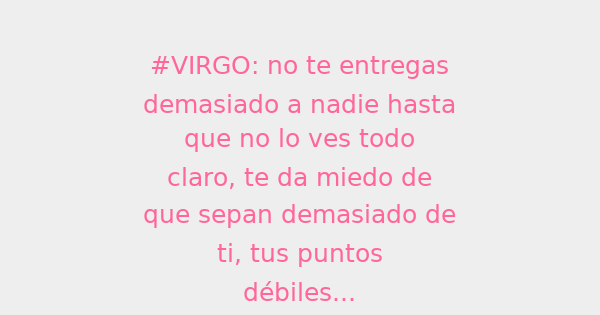 #VIRGO: no te entregas
demasiado a nadie hasta
que no lo ves todo
claro, te da miedo de
que sepan demasiado de
ti, tus puntos
débiles...